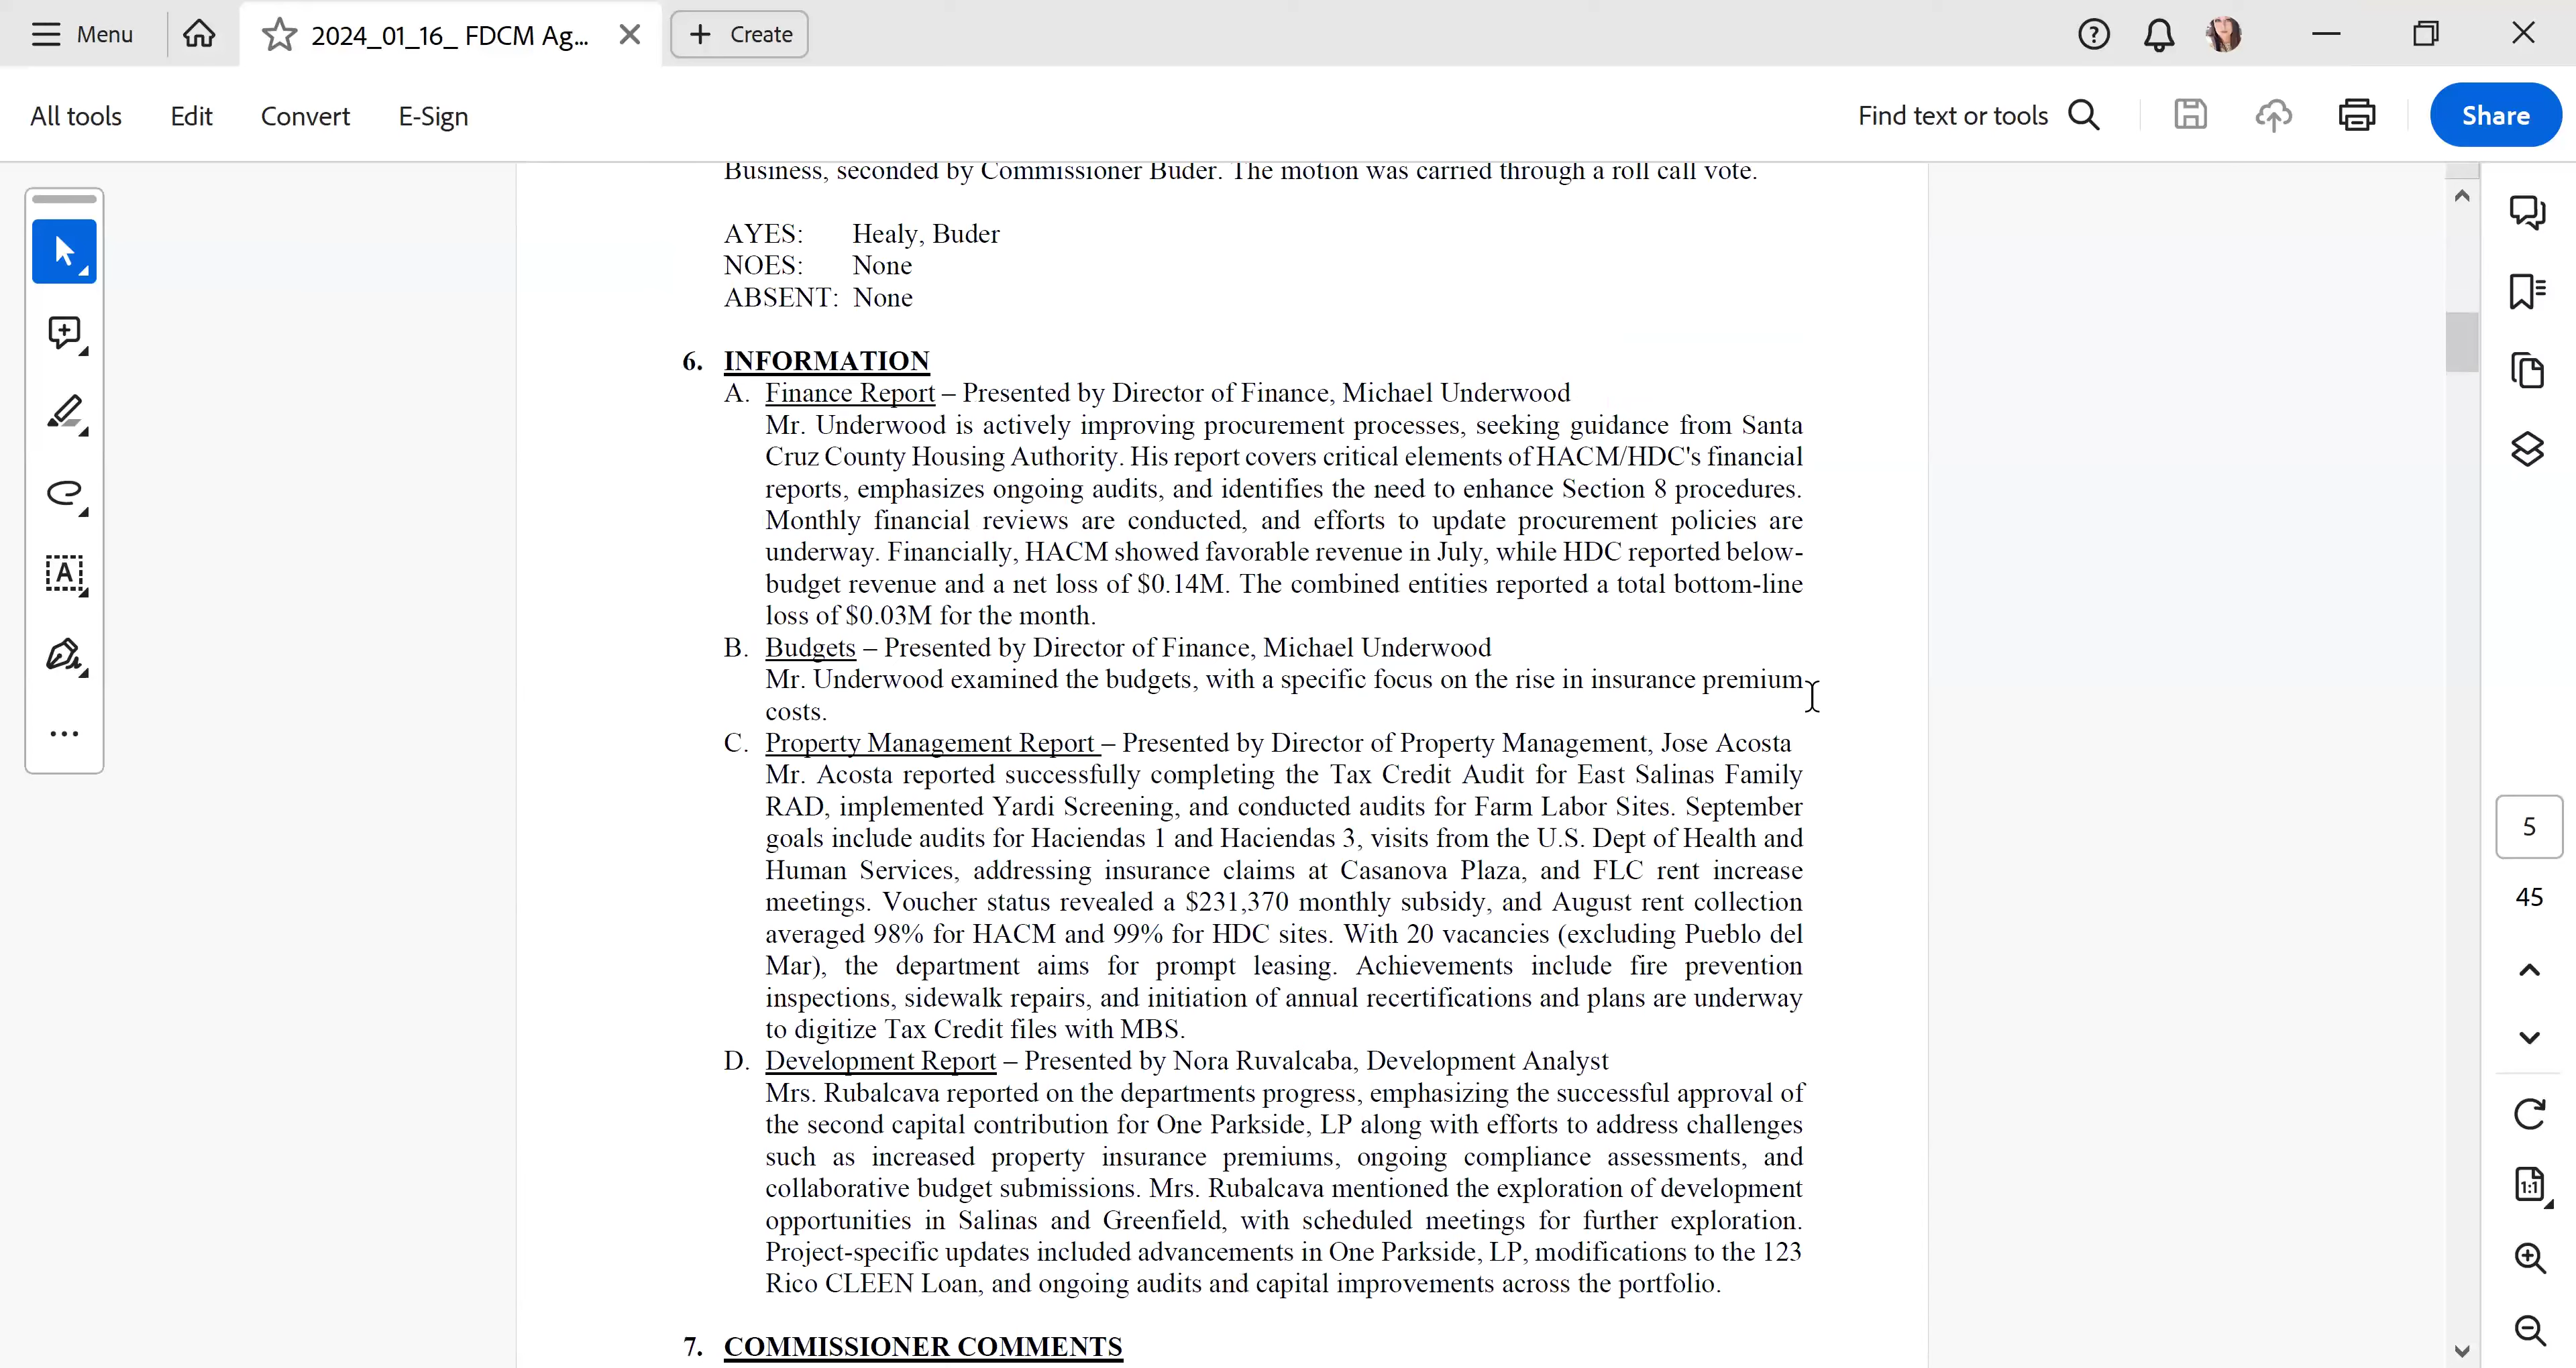 Menu
2024_01_16_ FDCM Ag...
Create
All tools
Edit
Convert
E-Sign
Find text or tools
Share
Business, seconded by Commissioner Buder. The motion was carried through a roll call vote.
AYES: Healy, Buder
NOES: None
ABSENT: None
6. INFORMATION
A. Finance Report – Presented by Director of Finance, Michael Underwood
Mr. Underwood is actively improving procurement processes, seeking guidance from Santa
Cruz County Housing Authority. His report covers critical elements of HACM/HDC's financial
reports, emphasizes ongoing audits, and identifies the need to enhance Section 8 procedures.
Monthly financial reviews are conducted, and efforts to update procurement policies are
underway. Financially, HACM showed favorable revenue in July, while HDC reported below-
budget revenue and a net loss of $0.14M. The combined entities reported a total bottom-line
loss of $0.03M for the month.
B. Budgets – Presented by Director of Finance, Michael Underwood
Mr. Underwood examined the budgets, with a specific focus on the rise in insurance premium
costs.
C. Property Management Report – Presented by Director of Property Management, Jose Acosta
Mr. Acosta reported successfully completing the Tax Credit Audit for East Salinas Family
RAD, implemented Yardi Screening, and conducted audits for Farm Labor Sites. September
goals include audits for Haciendas 1 and Haciendas 3, visits from the U.S. Dept of Health and
Human Services, addressing insurance claims at Casanova Plaza, and FLC rent increase
meetings. Voucher status revealed a $231,370 monthly subsidy, and August rent collection
averaged 98% for HACM and 99% for HDC sites. With 20 vacancies (excluding Pueblo del
Mar), the department aims for prompt leasing. Achievements include fire prevention
inspections, sidewalk repairs, and initiation of annual recertifications and plans are underway
to digitize Tax Credit files with MBS.
D. Development Report – Presented by Nora Ruvalcaba, Development Analyst
Mrs. Rubalcava reported on the departments progress, emphasizing the successful approval of
the second capital contribution for One Parkside, LP along with efforts to address challenges
such as increased property insurance premiums, ongoing compliance assessments, and
collaborative budget submissions. Mrs. Rubalcava mentioned the exploration of development
opportunities in Salinas and Greenfield, with scheduled meetings for further exploration.
Project-specific updates included advancements in One Parkside, LP, modifications to the 123
Rico CLEEN Loan, and ongoing audits and capital improvements across the portfolio.
7. COMMISSIONER COMMENTS
5
45
1:1